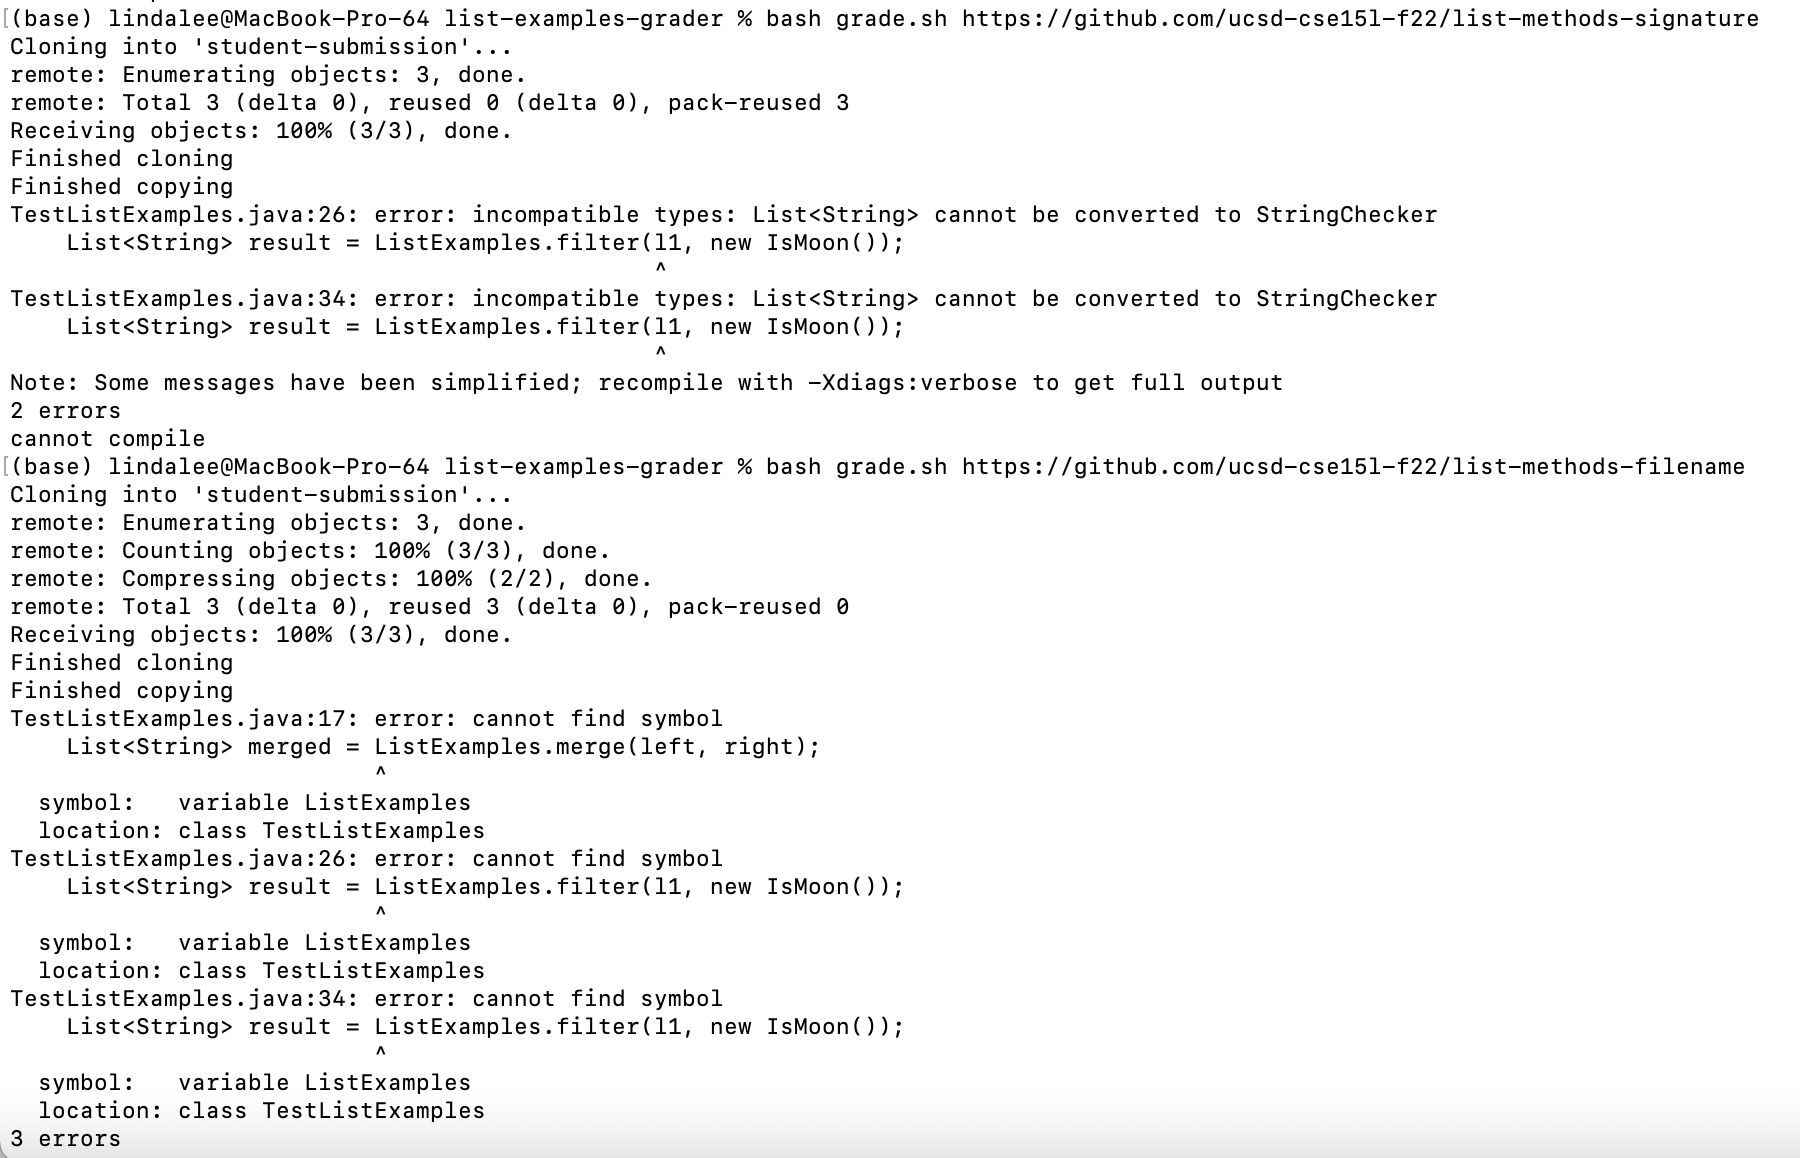 [(base) lindalee@MacBook-Pro-64 list-examples-grader % bash grade.sh https://github.com/ucsd-cse15l-f22/list-methods-signature
Cloning into 'student-submission'...
remote: Enumerating objects: 3, done.
remote: Total 3 (delta 0), reused 0 (delta 0), pack-reused 3
Receiving objects: 100% (3/3), done.
Finished cloning
Finished copying
TestListExamples.java:26: error: incompatible types: List<String> cannot be converted to StringChecker
    List<String> result = ListExamples.filter(l1, new IsMoon());
                                              ^
TestListExamples.java:34: error: incompatible types: List<String> cannot be converted to StringChecker
    List<String> result = ListExamples.filter(l1, new IsMoon());
                                              ^
Note: Some messages have been simplified; recompile with -Xdiags:verbose to get full output
2 errors
cannot compile
[(base) lindalee@MacBook-Pro-64 list-examples-grader % bash grade.sh https://github.com/ucsd-cse15l-f22/list-methods-filename
Cloning into 'student-submission'...
remote: Enumerating objects: 3, done.
remote: Counting objects: 100% (3/3), done.
remote: Compressing objects: 100% (2/2), done.
remote: Total 3 (delta 0), reused 3 (delta 0), pack-reused 0
Receiving objects: 100% (3/3), done.
Finished cloning
Finished copying
TestListExamples.java:17: error: cannot find symbol
    List<String> merged = ListExamples.merge(left, right);
                          ^
  symbol:   variable ListExamples
  location: class TestListExamples
TestListExamples.java:26: error: cannot find symbol
    List<String> result = ListExamples.filter(l1, new IsMoon());
                          ^
  symbol:   variable ListExamples
  location: class TestListExamples
TestListExamples.java:34: error: cannot find symbol
    List<String> result = ListExamples.filter(l1, new IsMoon());
                          ^
  symbol:   variable ListExamples
  location: class TestListExamples
3 errors